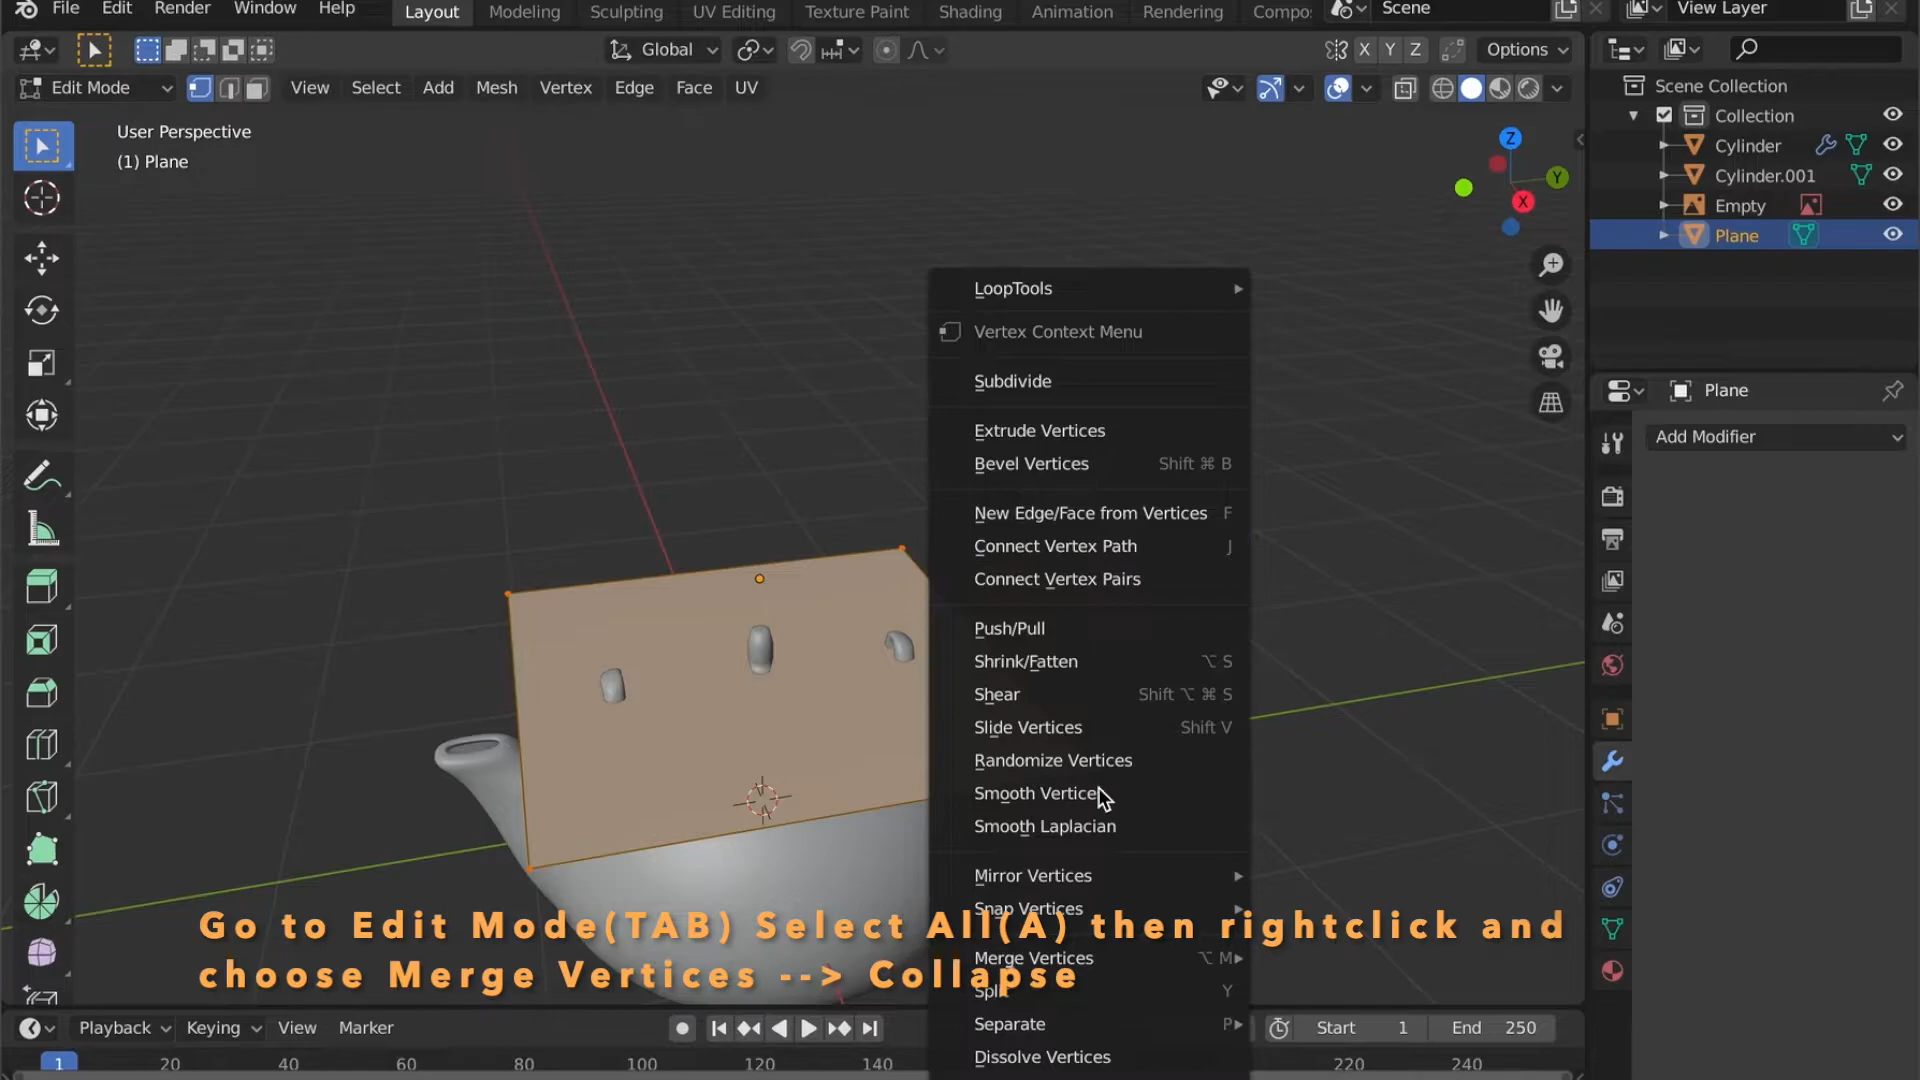 File Edit Render Window Help Layout Modeling Sculpting UV Editing Texture Paint Shading Animation Rendering Compo Scene View Layer
Global X Y Z Options
Edit Mode View Select Add Mesh Vertex Edge Face UV
Scene Collection
Collection
Cylinder
Cylinder.001
Empty
Plane
User Perspective
(1) Plane
Z
Y
X
LoopTools
Vertex Context Menu
Subdivide
Extrude Vertices
Bevel Vertices Shift ⌘ B
New Edge/Face from Vertices F
Connect Vertex Path J
Connect Vertex Pairs
Push/Pull
Shrink/Fatten ⌥ S
Shear Shift ⌥ ⌘ S
Slide Vertices Shift V
Randomize Vertices
Smooth Vertice
Smooth Laplacian
Mirror Vertices
Snap Vertices
Merge Vertices ⌥ M
Split Y
Separate P
Dissolve Vertices
Plane
Add Modifier
Go to Edit Mode(TAB) Select All(A) then rightclick and
choose Merge Vertices --> Collapse
Playback Keying View Marker Start 1 End 250
1 20 40 60 80 100 120 140 220 240